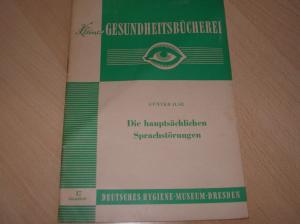 Kleine
GESUNDHEITSBÜCHEREI
Die hauptsächlichen
Sprachstörungen
DEUTSCHES HYGIENE-MUSEUM-DRESDEN